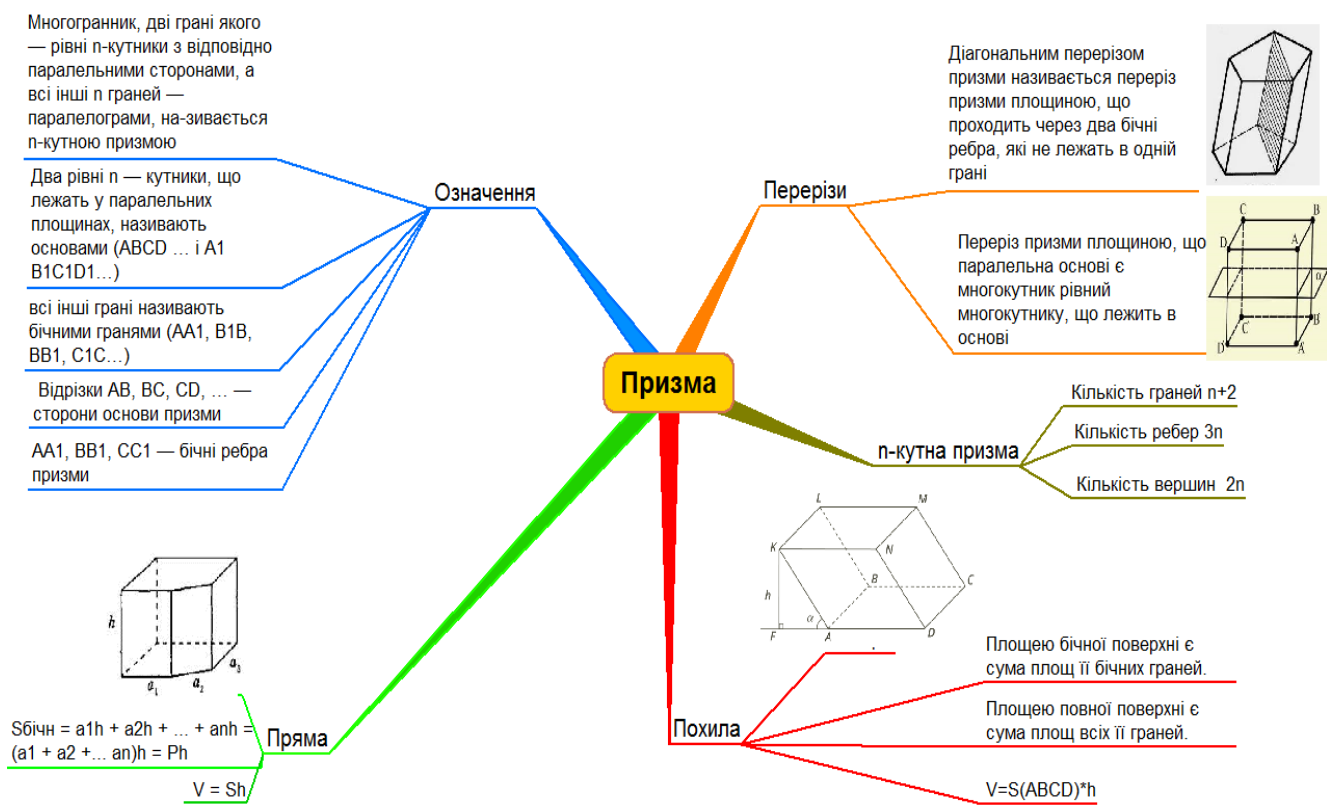 Многогранник, дві грані якого
— рівні n-кутники з відповідно
паралельними сторонами, а
всі інші n граней —
паралелограми, на-зивається
n-кутною призмою
Два рівні n — кутники, що
лежать у паралельних
площинах, називають
основами (ABCD … і A1
B1C1D1…)
всі інші грані називають
бічними гранями (AA1, B1B,
BB1, C1C…)
Відрізки AB, BC, CD, … —
сторони основи призми
AA1, BB1, CC1 — бічні ребра
призми
Означення
Призма
Перерізи
Діагональним перерізом
призми називається переріз
призми площиною, що
проходить через два бічні
ребра, які не лежать в одній
грані
Переріз призми площиною, що
паралельна основі є
многокутник рівний
многокутнику, що лежить в
основі
C B
D A
α
C' B'
D' A'
n-кутна призма
Кількість граней n+2
Кількість ребер 3n
Кількість вершин 2n
L M
K N
B C
h α
F A D
Похила
Площею бічної поверхні є
сума площ її бічних граней.
Площею повної поверхні є
сума площ всіх її граней.
V=S(ABCD)*h
h
a₁ a₂ a₃
Пряма
Sбічн = a1h + a2h + ... + anh =
(a1 + a2 +... an)h = Ph
V = Sh